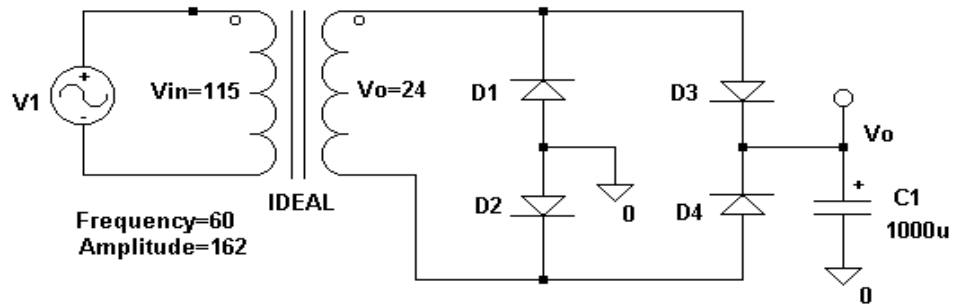 V1
+
-
Vin=115
Vo=24
IDEAL
Frequency=60
Amplitude=162
D1
D2
0
D3
D4
Vo
+
C1
1000u
0